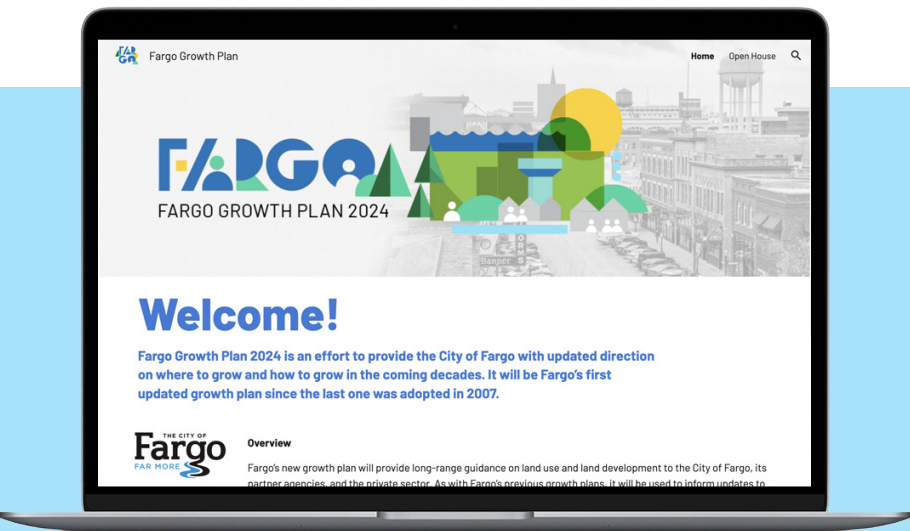 FARGO
Fargo Growth Plan
Home
Open House
FARGO
FARGO GROWTH PLAN 2024
ORMS
Banner
Welcome!
Fargo Growth Plan 2024 is an effort to provide the City of Fargo with updated direction
on where to grow and how to grow in the coming decades. It will be Fargo's first
updated growth plan since the last one was adopted in 2007.
THE CITY OF
Fargo
FAR MORE
Overview
Fargo's new growth plan will provide long-range guidance on land use and land development to the City of Fargo, its
partner agencies, and the private sector. As with Fargo's previous growth plans, it will be used to inform updates to